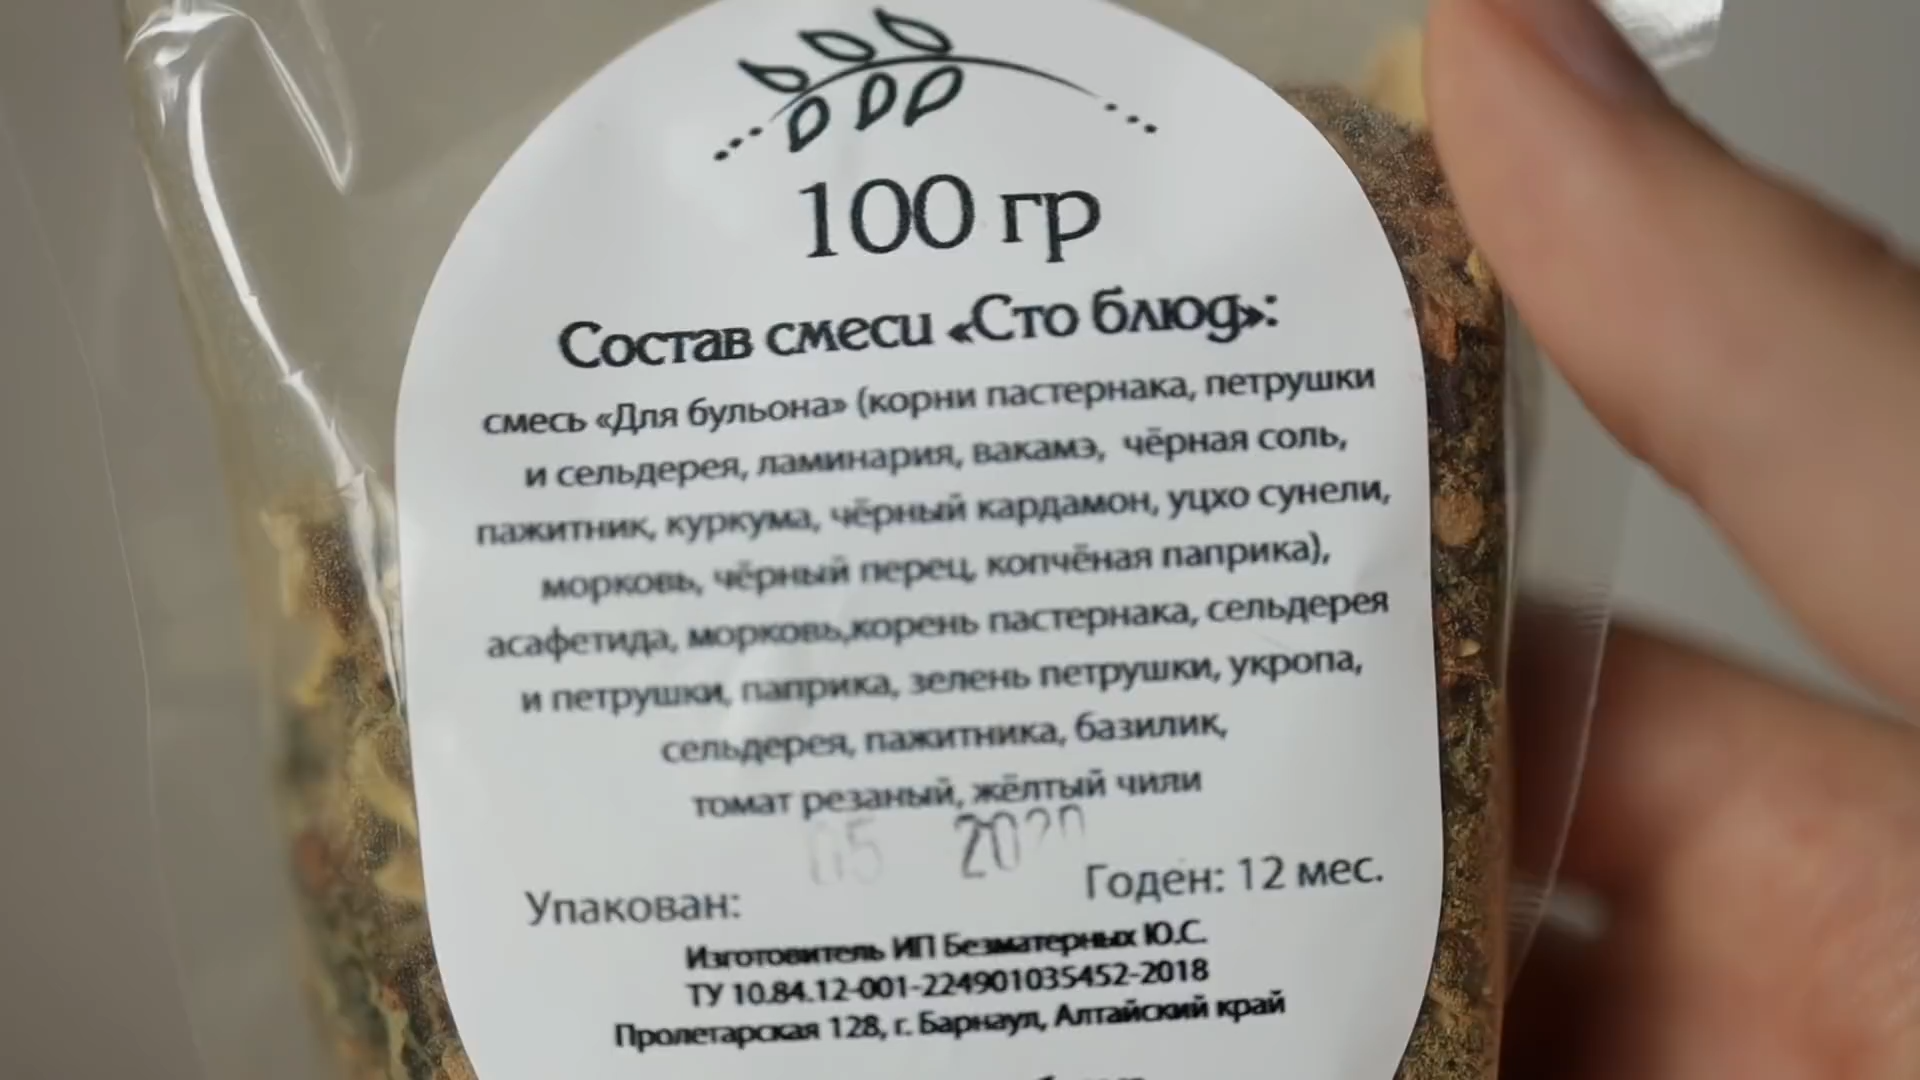 100 гр
Состав смеси «Сто блюд»:
смесь «Для бульона» (корни пастернака, петрушки
и сельдерея, ламинария, вакамэ, чёрная соль,
пажитник, куркума, чёрный кардамон, уцхо сунели,
морковь, чёрный перец, копчёная паприка),
асафетида, морковь,корень пастернака, сельдерея
и петрушки, паприка, зелень петрушки, укропа,
сельдерея, пажитника, базилик,
томат резаный, жёлтый чили
05 2020
Упакован: Годен: 12 мес.
Изготовитель ИП Безматерных Ю.С.
ТУ 10.84.12-001-224901035452-2018
Пролетарская 128, г. Барнаул, Алтайский край